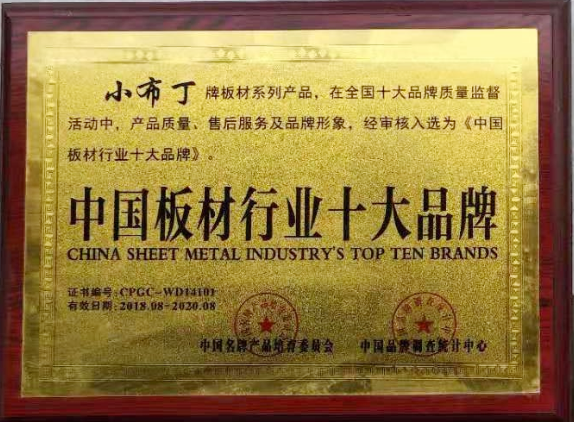 小布丁 牌板材系列产品，在全国十大品牌质量监督
活动中，产品质量、售后服务及品牌形象，经审核入选为《中国
板材行业十大品牌》。
中国板材行业十大品牌
CHINA SHEET METAL INDUSTRY'S TOP TEN BRANDS
证书编号: CPGC-WD14101
有效日期: 2018.08-2020.08
中国名牌产品培育委员会 中国品牌调查统计中心